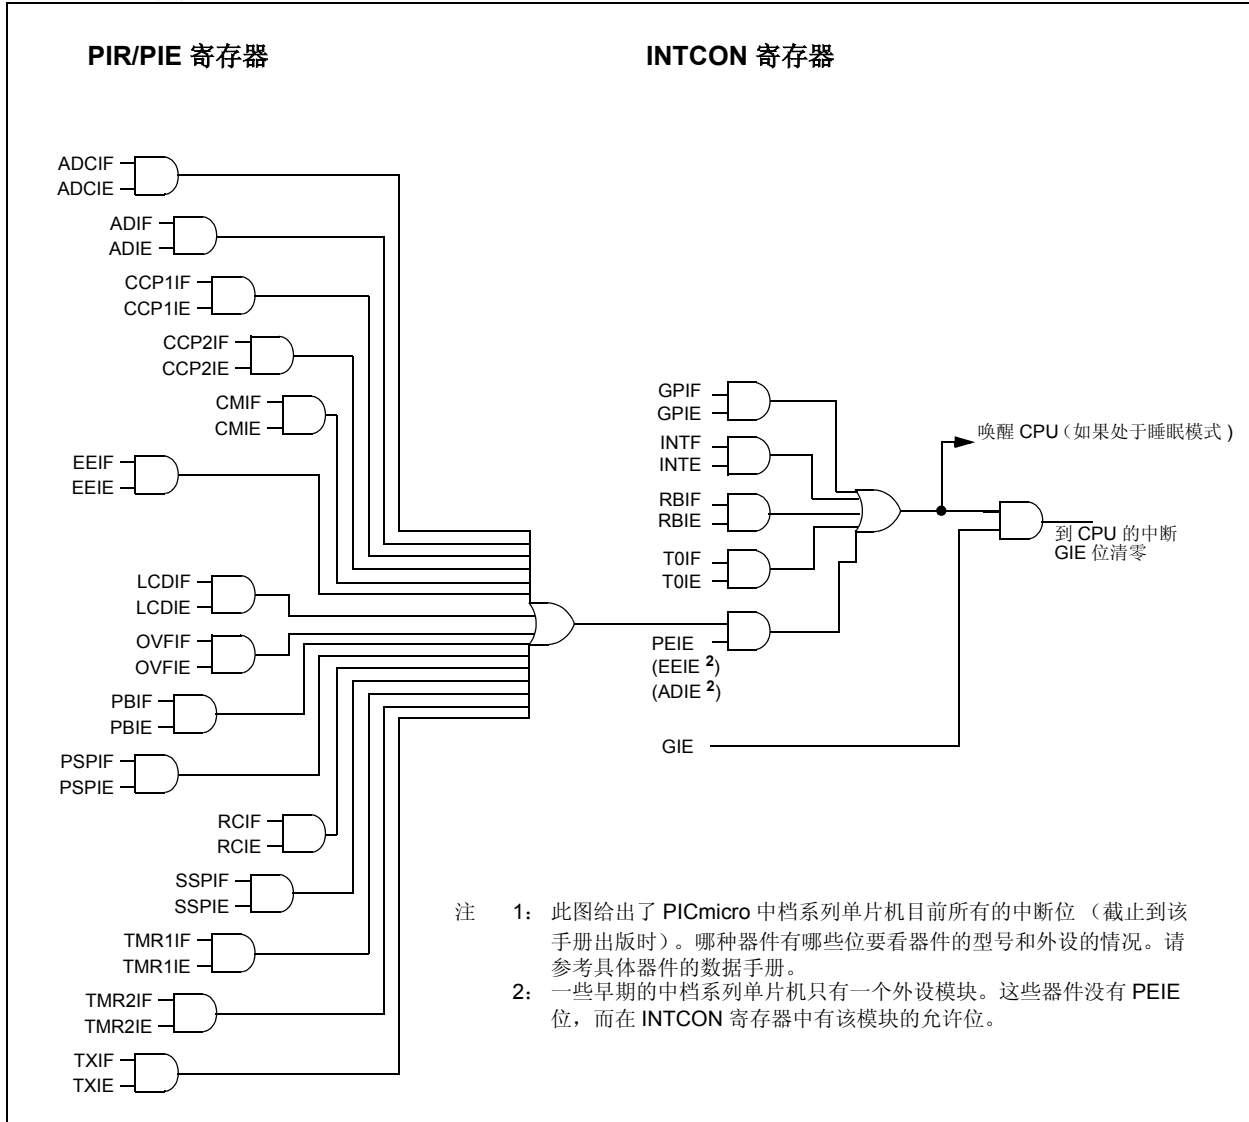 PIR/PIE 寄存器
INTCON 寄存器
ADCIF
ADCIE
ADIF
ADIE
CCP1IF
CCP1IE
CCP2IF
CCP2IE
CMIF
CMIE
EEIF
EEIE
LCDIF
LCDIE
OVFIF
OVFIE
PBIF
PBIE
PSPIF
PSPIE
RCIF
RCIE
SSPIF
SSPIE
TMR1IF
TMR1IE
TMR2IF
TMR2IE
TXIF
TXIE
GPIF
GPIE
INTF
INTE
RBIF
RBIE
T0IF
T0IE
PEIE
(EEIE 2)
(ADIE 2)
GIE
唤醒 CPU（如果处于睡眠模式 )
到 CPU 的中断
GIE 位清零
注 1： 此图给出了 PICmicro 中档系列单片机目前所有的中断位 （截止到该
手册出版时）。哪种器件有哪些位要看器件的型号和外设的情况。请
参考具体器件的数据手册。
2： 一些早期的中档系列单片机只有一个外设模块。这些器件没有 PEIE
位，而在 INTCON 寄存器中有该模块的允许位。